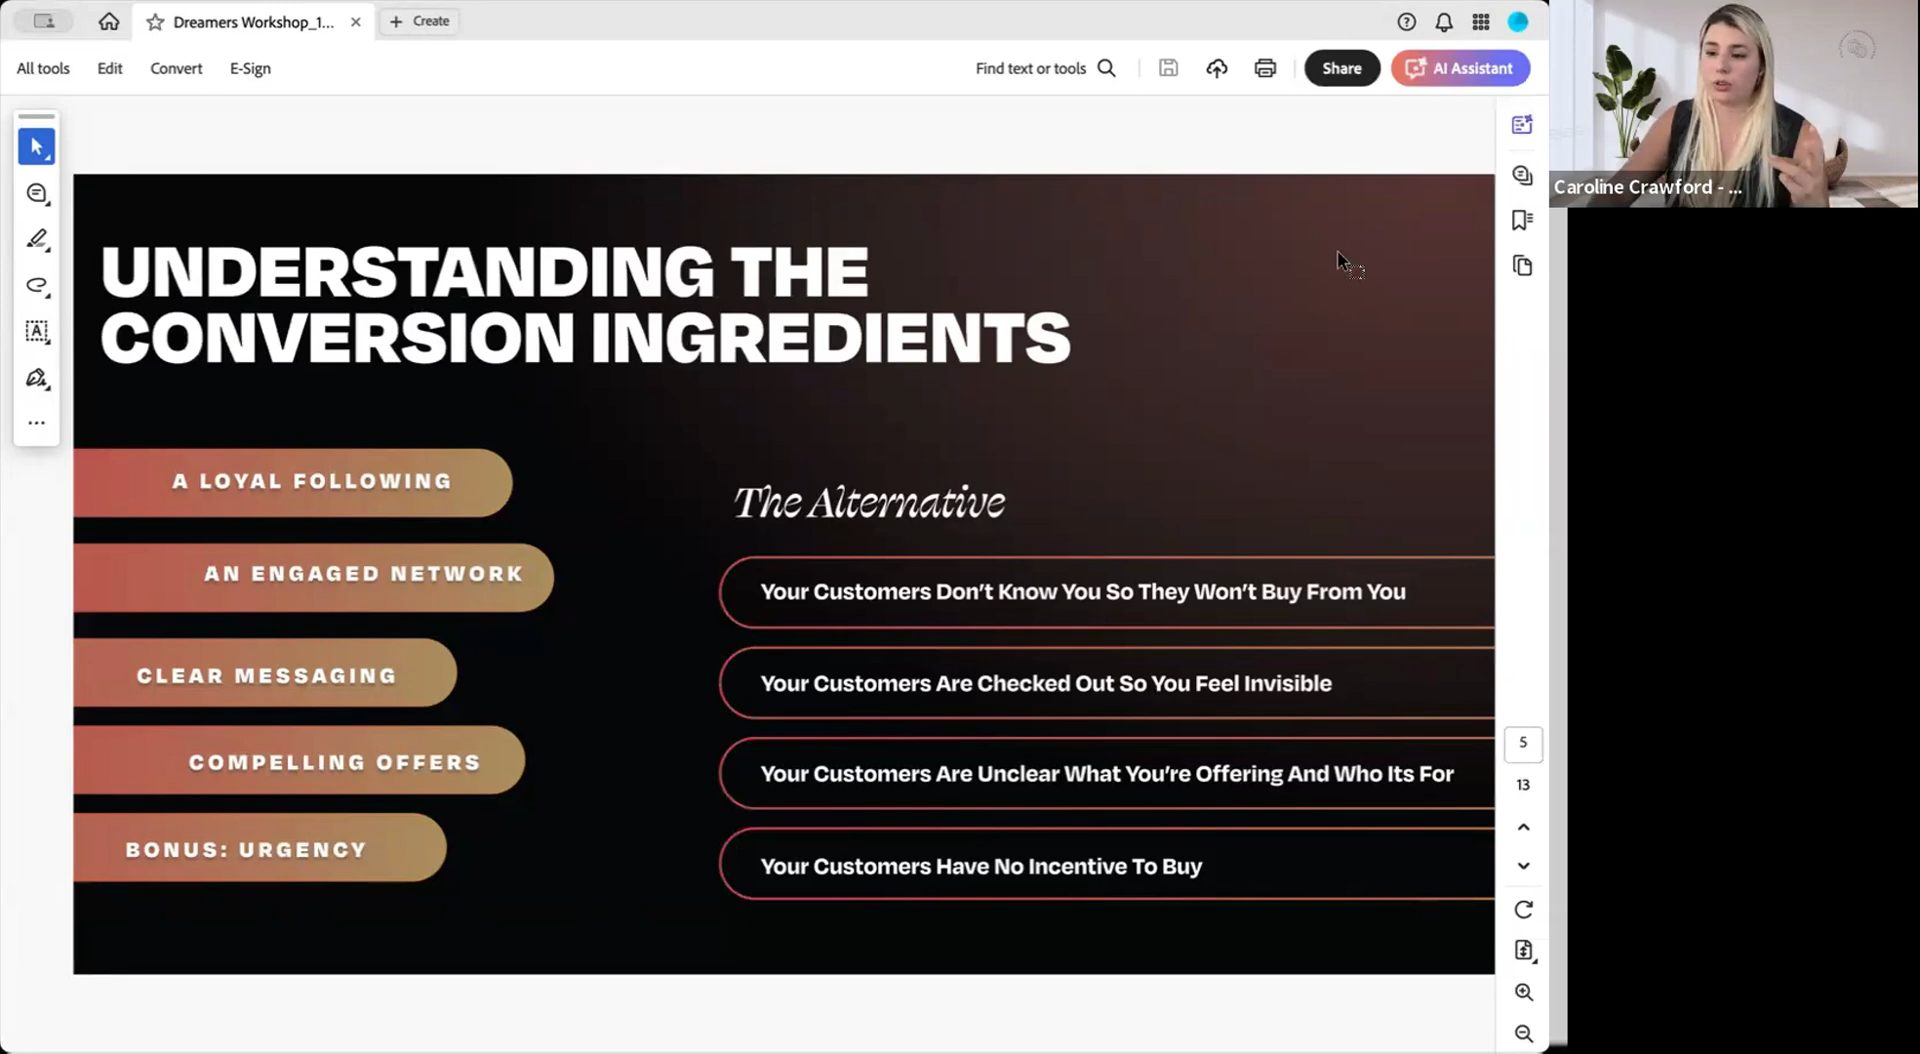 Dreamers Workshop_1...
Create
All tools
Edit
Convert
E-Sign
Find text or tools
Share
AI Assistant
Caroline Crawford - ...
UNDERSTANDING THE
CONVERSION INGREDIENTS
A LOYAL FOLLOWING
AN ENGAGED NETWORK
CLEAR MESSAGING
COMPELLING OFFERS
BONUS: URGENCY
The Alternative
Your Customers Don’t Know You So They Won’t Buy From You
Your Customers Are Checked Out So You Feel Invisible
Your Customers Are Unclear What You’re Offering And Who Its For
Your Customers Have No Incentive To Buy
5
13